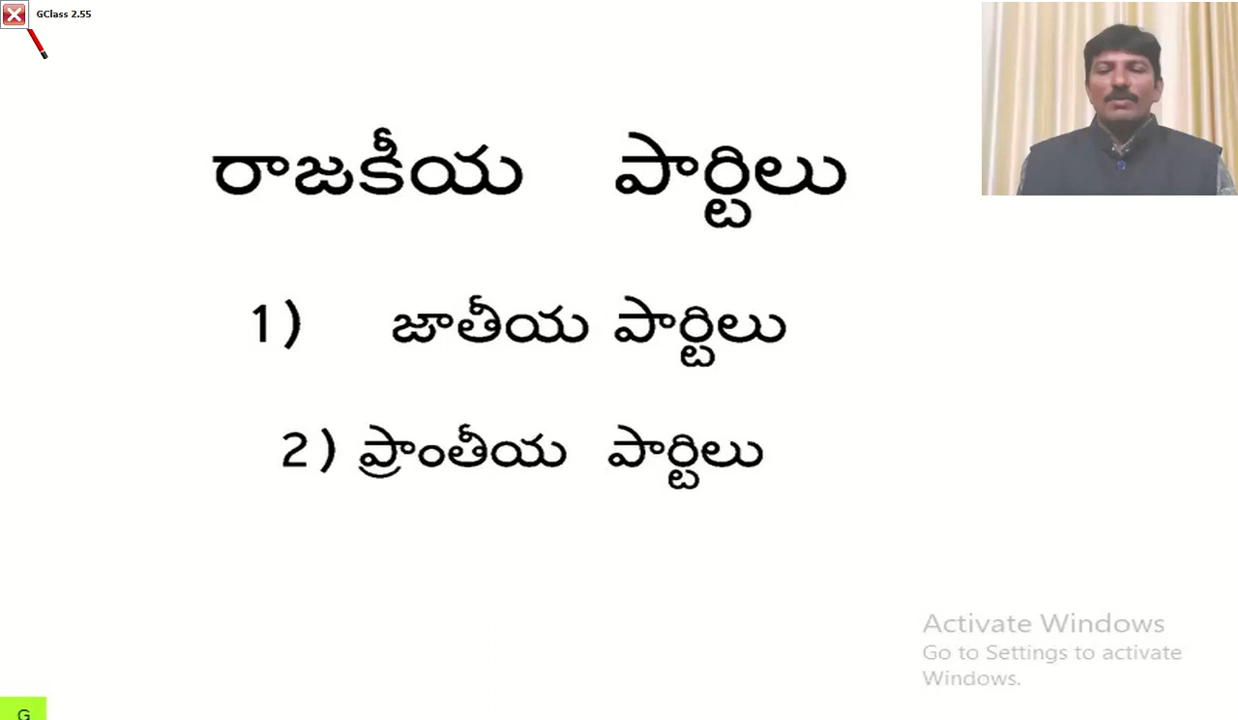 GClass 2.55
రాజకీయ పార్టిలు
1) జాతీయ పార్టిలు
2) ప్రాంతీయ పార్టిలు
Activate Windows
Go to Settings to activate
Windows.
G